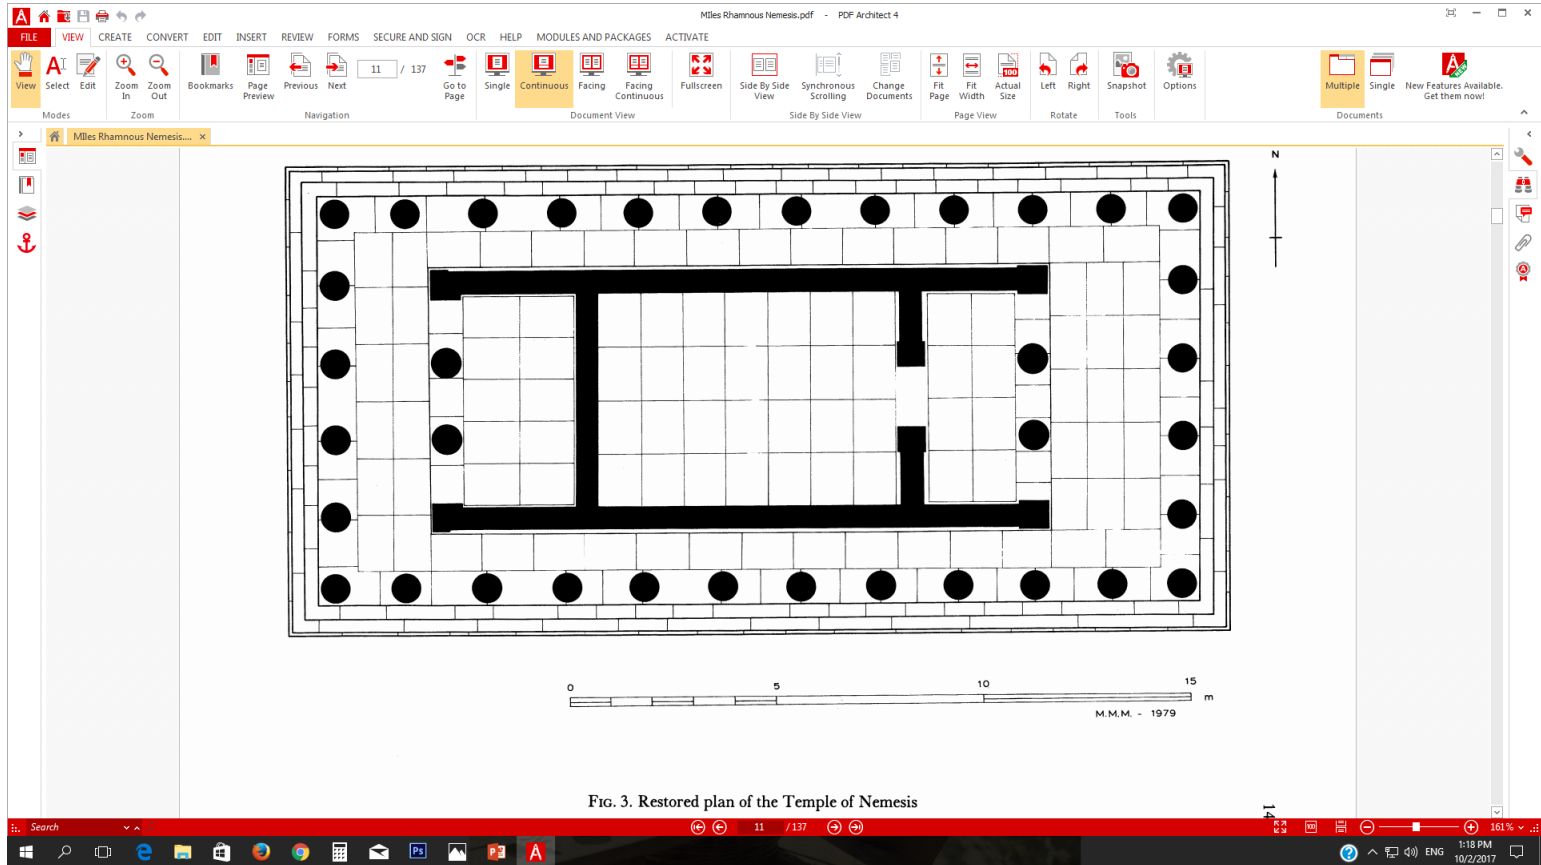 MIles Rhamnous Nemesis.pdf - PDF Architect 4
FILE VIEW CREATE CONVERT EDIT INSERT REVIEW FORMS SECURE AND SIGN OCR HELP MODULES AND PACKAGES ACTIVATE
View Select Edit Zoom In Zoom Out Bookmarks Page Preview Previous Next 11 / 137 Go to Page Single Continuous Facing Facing Continuous Fullscreen Side By Side View Synchronous Scrolling Change Documents Fit Page Fit Width 100 Actual Size Left Right Snapshot Options Multiple Single NEW New Features Available. Get them now!
Modes Zoom Navigation Document View Side By Side View Page View Rotate Tools Documents
MIles Rhamnous Nemesis.... x
N
0 5 10 15 m
M.M.M. - 1979
FIG. 3. Restored plan of the Temple of Nemesis
14
Search 11 / 137 100 161%
Ps ENG 1:18 PM
10/2/2017